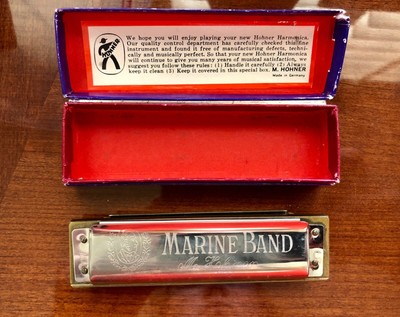 We hope you will enjoy playing your new Hohner Harmonica.
Our quality control department has carefully checked this fine
instrument and found it free of manufacturing defects, techni-
cally and musically perfect. So that your new Hohner Harmonica
will continue to give you many years of musical satisfaction, we
suggest you follow these rules: (1) Handle it carefully (2) Always
keep it clean (3) Keep it covered in this special box. M. HOHNER
Made in Germany
MARINE BAND
M. Hohner